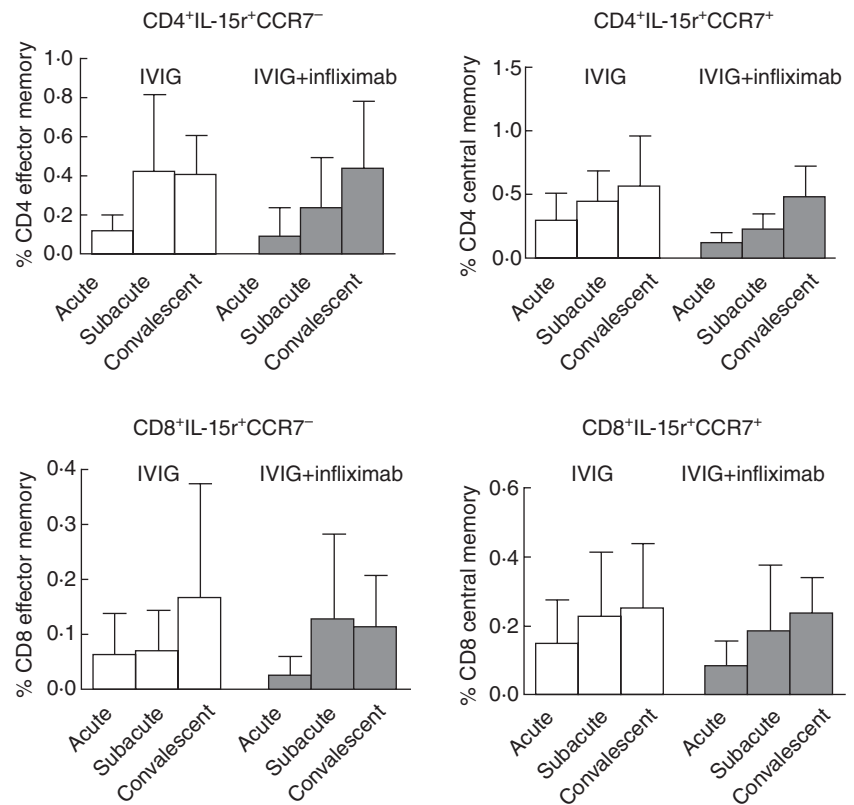 CD4⁺IL-15r⁺CCR7⁻
% CD4 effector memory
1·0
0·8
0·6
0·4
0·2
0·0
IVIG
IVIG+infliximab
Acute
Subacute
Convalescent
Acute
Subacute
Convalescent
CD4⁺IL-15r⁺CCR7⁺
% CD4 central memory
1·5
1·0
0·5
0·0
IVIG
IVIG+infliximab
Acute
Subacute
Convalescent
Acute
Subacute
Convalescent
CD8⁺IL-15r⁺CCR7⁻
% CD8 effector memory
0·4
0·3
0·2
0·1
0·0
IVIG
IVIG+infliximab
Acute
Subacute
Convalescent
Acute
Subacute
Convalescent
CD8⁺IL-15r⁺CCR7⁺
% CD8 central memory
0·6
0·4
0·2
0·0
IVIG
IVIG+infliximab
Acute
Subacute
Convalescent
Acute
Subacute
Convalescent